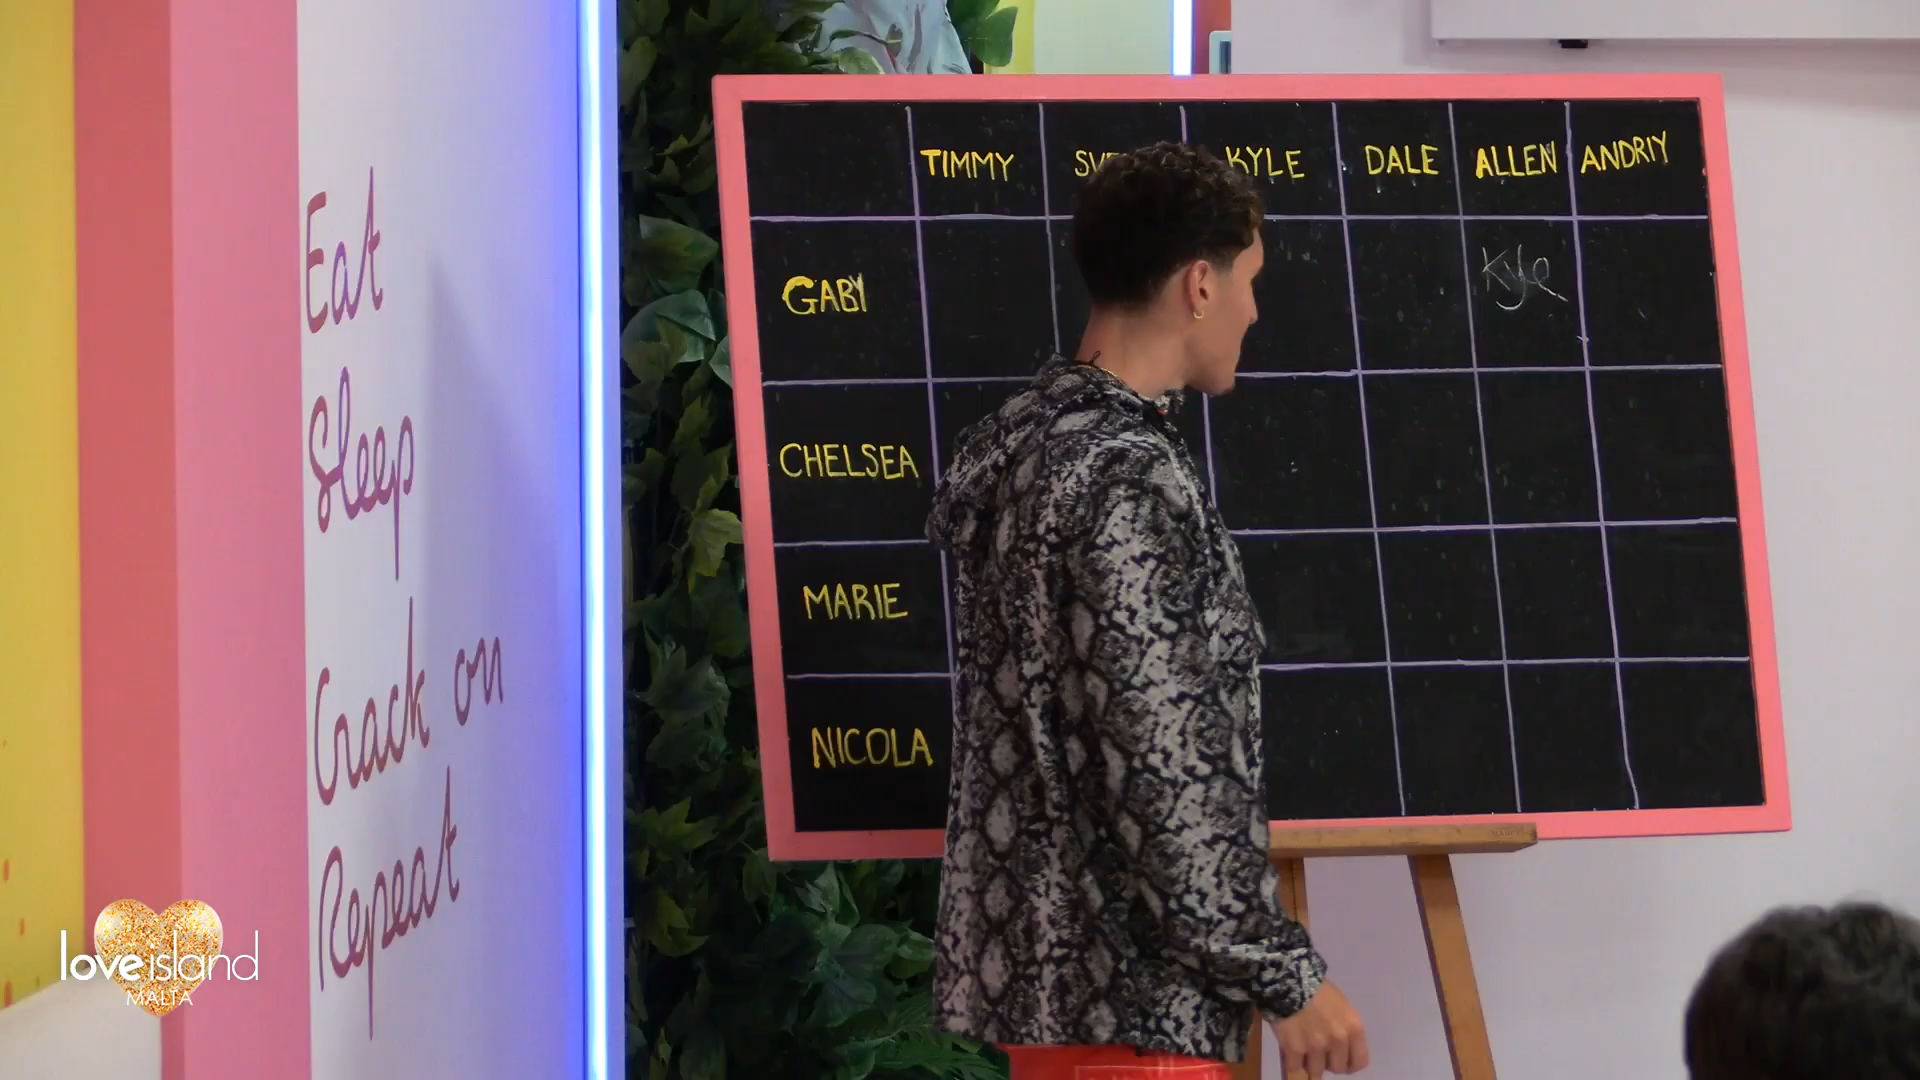 TIMMY KYLE DALE ALLEN ANDRIY
GABY Kyle
CHELSEA
MARIE
NICOLA
Eat
Sleep
Crack on
Repeat
love island
MALTA